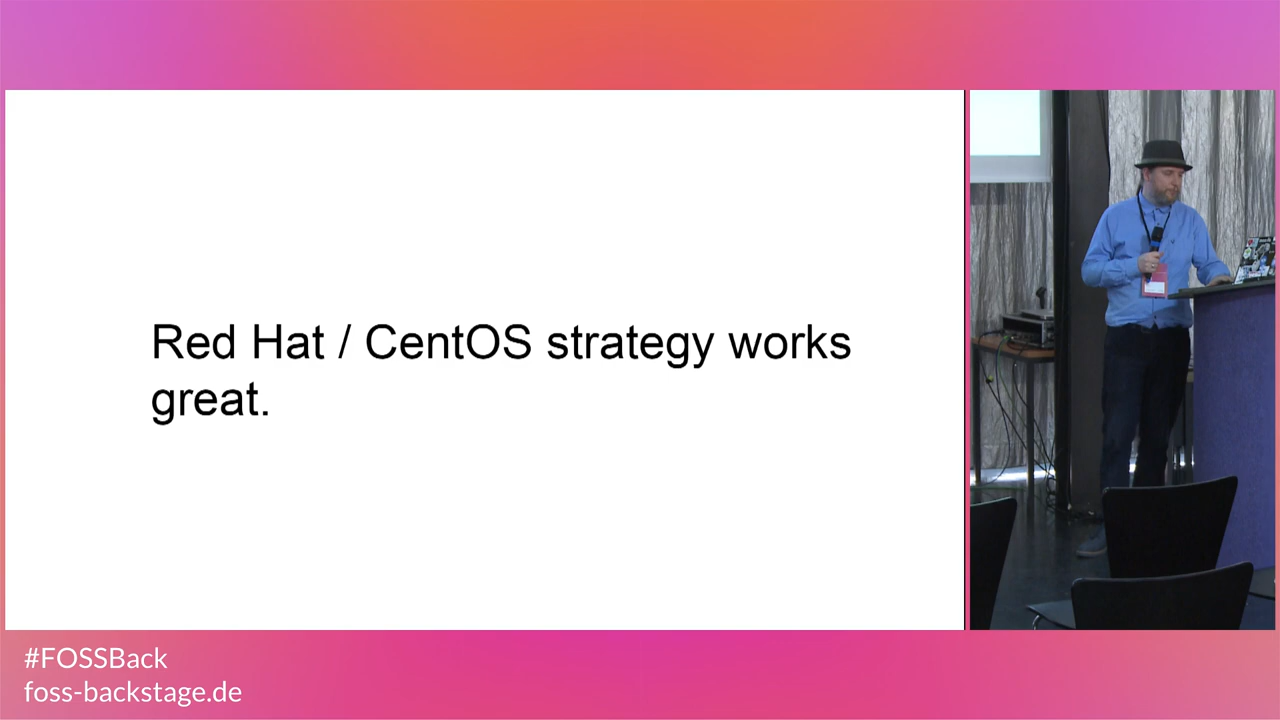 Red Hat / CentOS strategy works
great.
#FOSSBack
foss-backstage.de